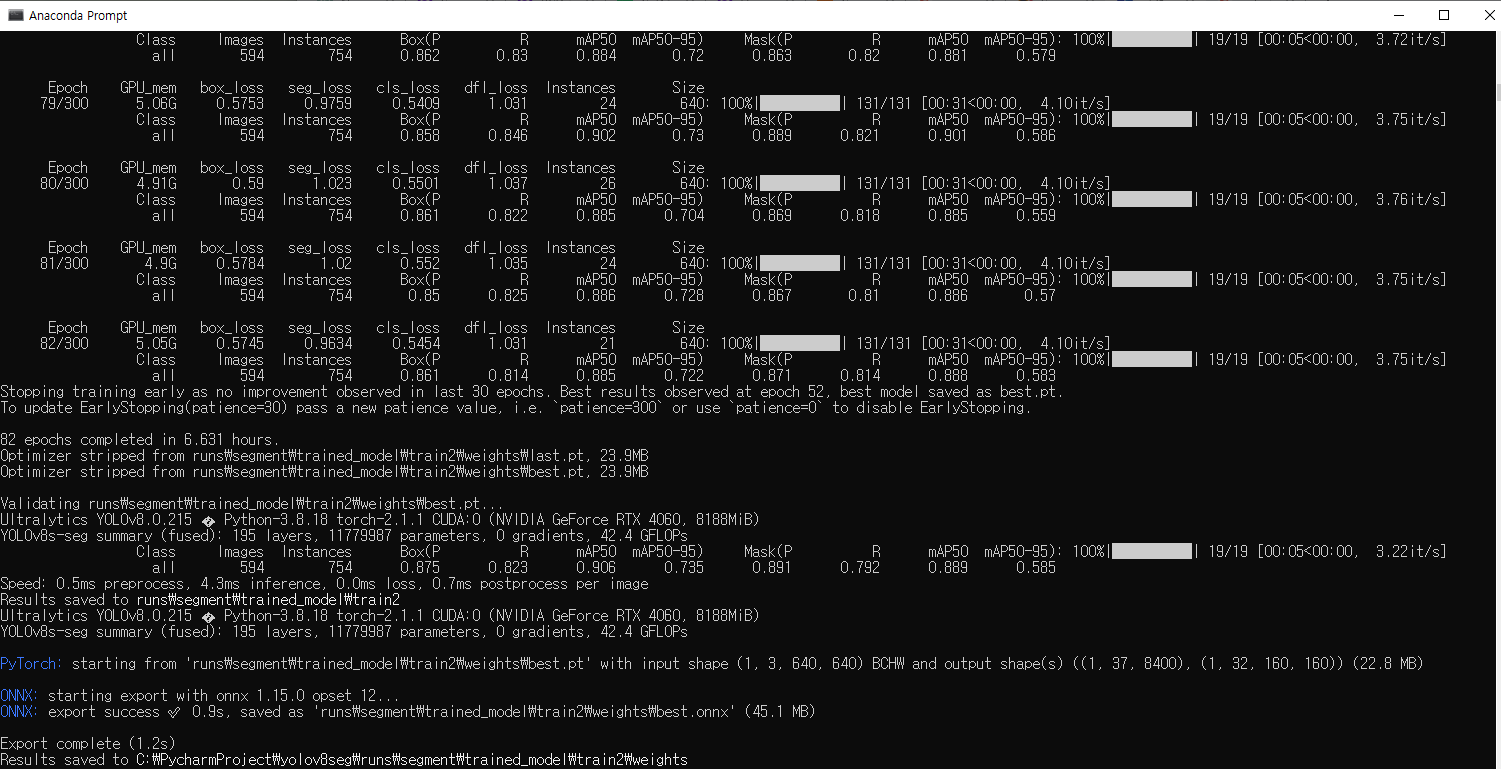 Anaconda Prompt
Class Images Instances Box(P R mAP50 mAP50-95) Mask(P R mAP50 mAP50-95): 100%|██████████| 19/19 [00:05<00:00, 3.72it/s]
all 594 754 0.862 0.83 0.884 0.72 0.863 0.82 0.881 0.579
Epoch GPU_mem box_loss seg_loss cls_loss dfl_loss Instances Size
79/300 5.06G 0.5753 0.9759 0.5409 1.031 24 640: 100%|██████████| 131/131 [00:31<00:00, 4.10it/s]
Class Images Instances Box(P R mAP50 mAP50-95) Mask(P R mAP50 mAP50-95): 100%|██████████| 19/19 [00:05<00:00, 3.75it/s]
all 594 754 0.858 0.846 0.902 0.73 0.889 0.821 0.901 0.586
Epoch GPU_mem box_loss seg_loss cls_loss dfl_loss Instances Size
80/300 4.91G 0.59 1.023 0.5501 1.037 26 640: 100%|██████████| 131/131 [00:31<00:00, 4.10it/s]
Class Images Instances Box(P R mAP50 mAP50-95) Mask(P R mAP50 mAP50-95): 100%|██████████| 19/19 [00:05<00:00, 3.76it/s]
all 594 754 0.861 0.822 0.885 0.704 0.869 0.818 0.885 0.559
Epoch GPU_mem box_loss seg_loss cls_loss dfl_loss Instances Size
81/300 4.9G 0.5784 1.02 0.552 1.035 24 640: 100%|██████████| 131/131 [00:31<00:00, 4.10it/s]
Class Images Instances Box(P R mAP50 mAP50-95) Mask(P R mAP50 mAP50-95): 100%|██████████| 19/19 [00:05<00:00, 3.75it/s]
all 594 754 0.85 0.825 0.886 0.728 0.867 0.81 0.886 0.57
Epoch GPU_mem box_loss seg_loss cls_loss dfl_loss Instances Size
82/300 5.05G 0.5745 0.9634 0.5454 1.031 21 640: 100%|██████████| 131/131 [00:31<00:00, 4.10it/s]
Class Images Instances Box(P R mAP50 mAP50-95) Mask(P R mAP50 mAP50-95): 100%|██████████| 19/19 [00:05<00:00, 3.75it/s]
all 594 754 0.861 0.814 0.885 0.722 0.871 0.814 0.888 0.583
Stopping training early as no improvement observed in last 30 epochs. Best results observed at epoch 52, best model saved as best.pt.
To update EarlyStopping(patience=30) pass a new patience value, i.e. `patience=300` or use `patience=0` to disable EarlyStopping.
82 epochs completed in 6.631 hours.
Optimizer stripped from runs₩segment₩trained_model₩train2₩weights₩last.pt, 23.9MB
Optimizer stripped from runs₩segment₩trained_model₩train2₩weights₩best.pt, 23.9MB
Validating runs₩segment₩trained_model₩train2₩weights₩best.pt...
Ultralytics YOLOv8.0.215 � Python-3.8.18 torch-2.1.1 CUDA:0 (NVIDIA GeForce RTX 4060, 8188MiB)
YOLOv8s-seg summary (fused): 195 layers, 11779987 parameters, 0 gradients, 42.4 GFLOPs
Class Images Instances Box(P R mAP50 mAP50-95) Mask(P R mAP50 mAP50-95): 100%|██████████| 19/19 [00:05<00:00, 3.22it/s]
all 594 754 0.875 0.823 0.906 0.735 0.891 0.792 0.889 0.585
Speed: 0.5ms preprocess, 4.3ms inference, 0.0ms loss, 0.7ms postprocess per image
Results saved to runs₩segment₩trained_model₩train2
Ultralytics YOLOv8.0.215 � Python-3.8.18 torch-2.1.1 CUDA:0 (NVIDIA GeForce RTX 4060, 8188MiB)
YOLOv8s-seg summary (fused): 195 layers, 11779987 parameters, 0 gradients, 42.4 GFLOPs
PyTorch: starting from 'runs₩segment₩trained_model₩train2₩weights₩best.pt' with input shape (1, 3, 640, 640) BCHW and output shape(s) ((1, 37, 8400), (1, 32, 160, 160)) (22.8 MB)
ONNX: starting export with onnx 1.15.0 opset 12...
ONNX: export success ✅ 0.9s, saved as 'runs₩segment₩trained_model₩train2₩weights₩best.onnx' (45.1 MB)
Export complete (1.2s)
Results saved to C:₩PycharmProject₩yolov8seg₩runs₩segment₩trained_model₩train2₩weights